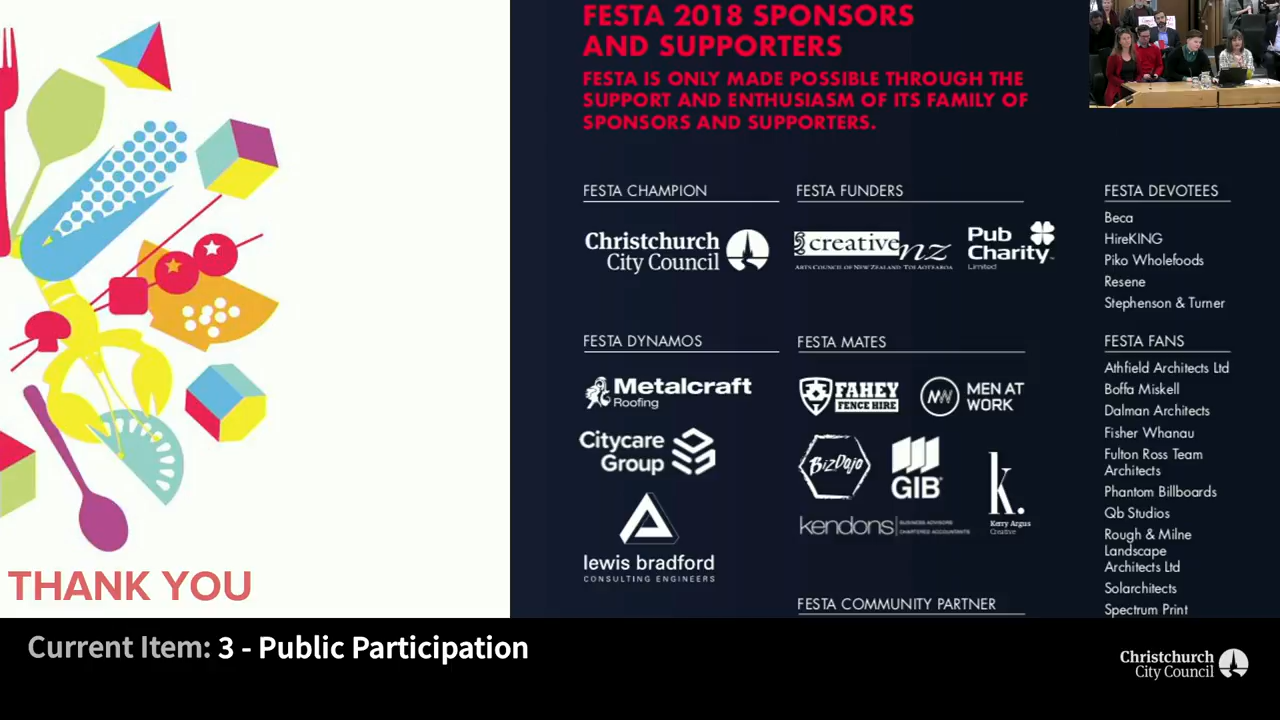 FESTA 2018 SPONSORS
AND SUPPORTERS
FESTA IS ONLY MADE POSSIBLE THROUGH THE
SUPPORT AND ENTHUSIASM OF ITS FAMILY OF
SPONSORS AND SUPPORTERS.
FESTA CHAMPION
Christchurch
City Council
FESTA FUNDERS
creative nz
ARTS COUNCIL OF NEW ZEALAND TOI AOTEAROA
Pub
Charity
Limited
FESTA DEVOTEES
Beca
HireKING
Piko Wholefoods
Resene
Stephenson & Turner
FESTA DYNAMOS
Metalcraft
Roofing
Citycare
Group
lewis bradford
CONSULTING ENGINEERS
FESTA MATES
FAHEY
FENCE HIRE
MEN AT
WORK
BizDojo
GIB
k.
Kerry Argus
Creative
kendons
BUSINESS ADVISORS
CHARTERED ACCOUNTANTS
FESTA COMMUNITY PARTNER
FESTA FANS
Athfield Architects Ltd
Boffa Miskell
Dalman Architects
Fisher Whanau
Fulton Ross Team
Architects
Phantom Billboards
Qb Studios
Rough & Milne
Landscape
Architects Ltd
Solarchitects
Spectrum Print
THANK YOU
Current Item: 3 - Public Participation
Christchurch
City Council